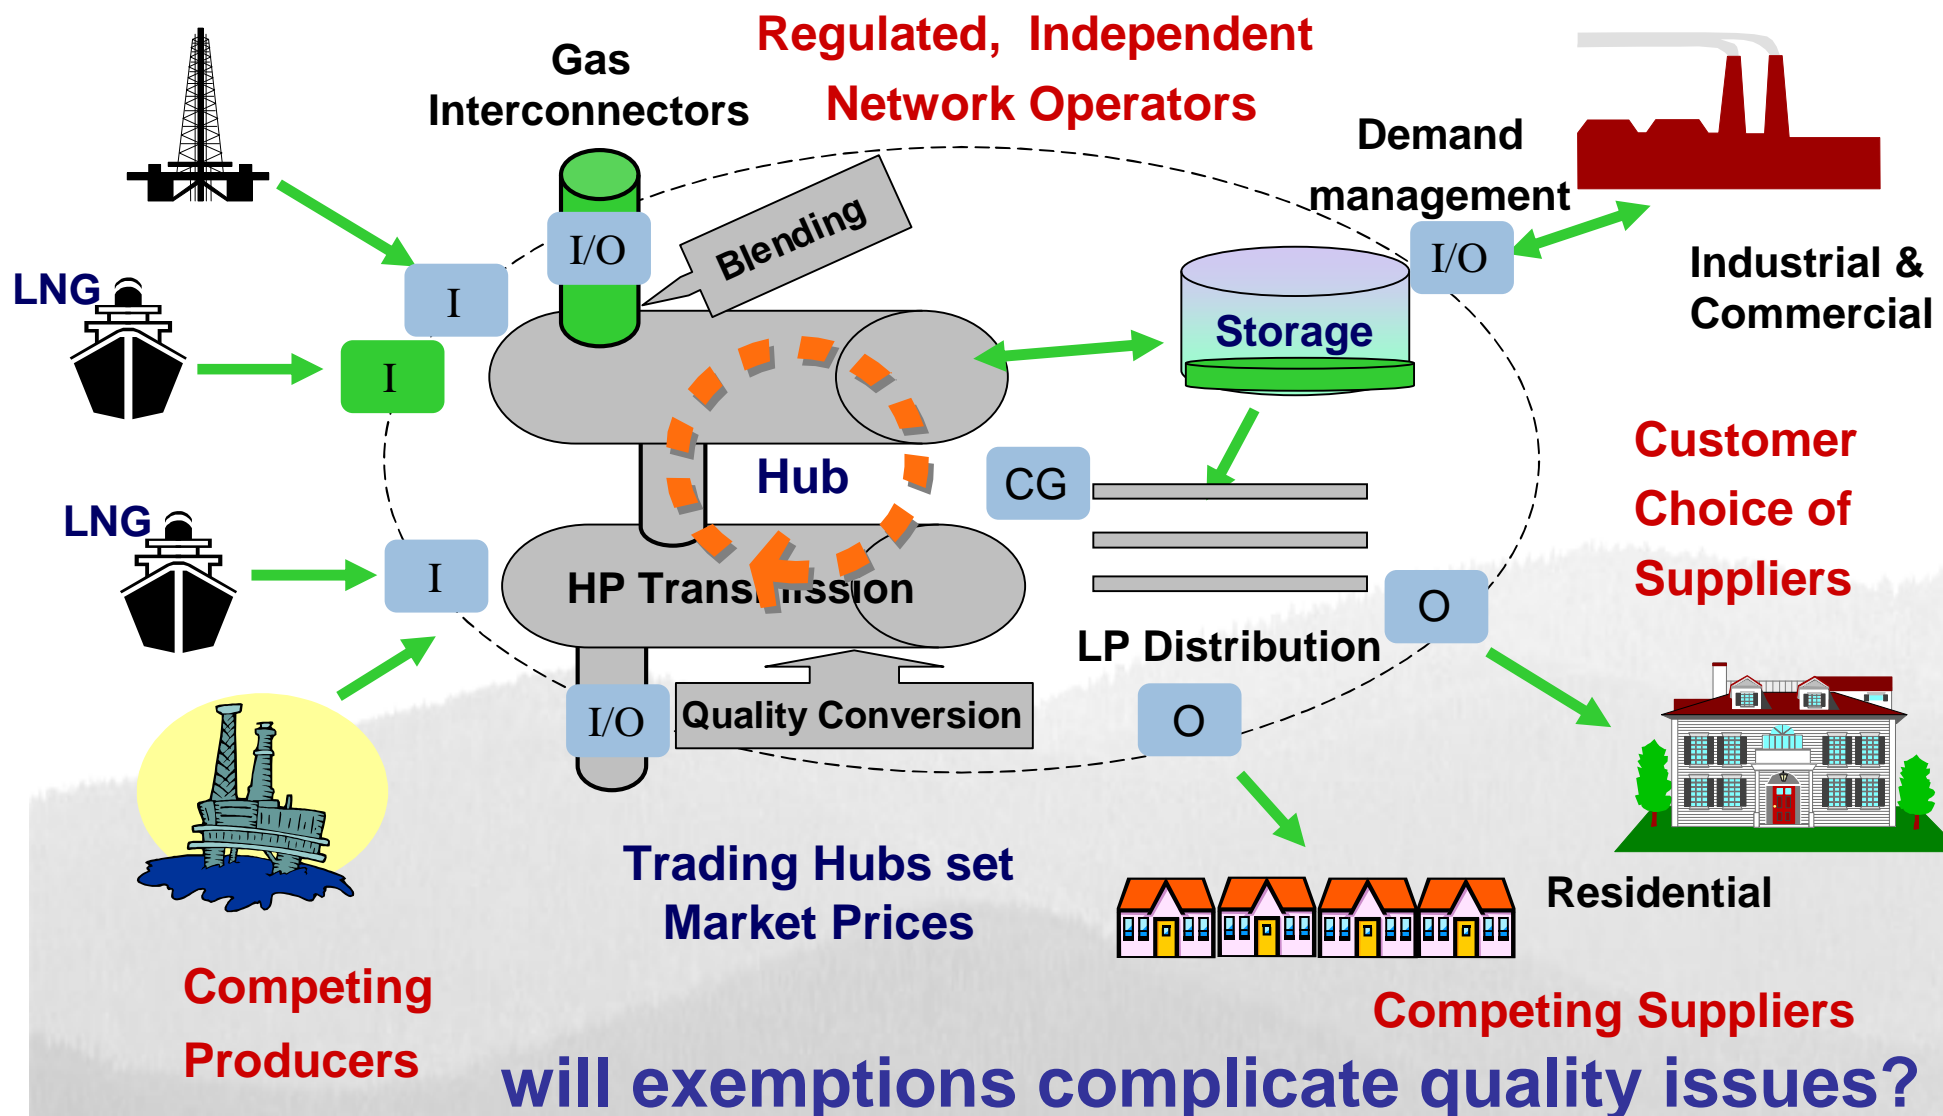 Regulated, Independent
Network Operators
Gas
Interconnectors
Demand
management
Blending
I/O
I/O
Industrial &
Commercial
LNG
I
Storage
I
Customer
Choice of
Suppliers
Hub
CG
LNG
I
HP Transmission
O
LP Distribution
I/O
Quality Conversion
O
Trading Hubs set
Market Prices
Residential
Competing
Producers
Competing Suppliers
will exemptions complicate quality issues?